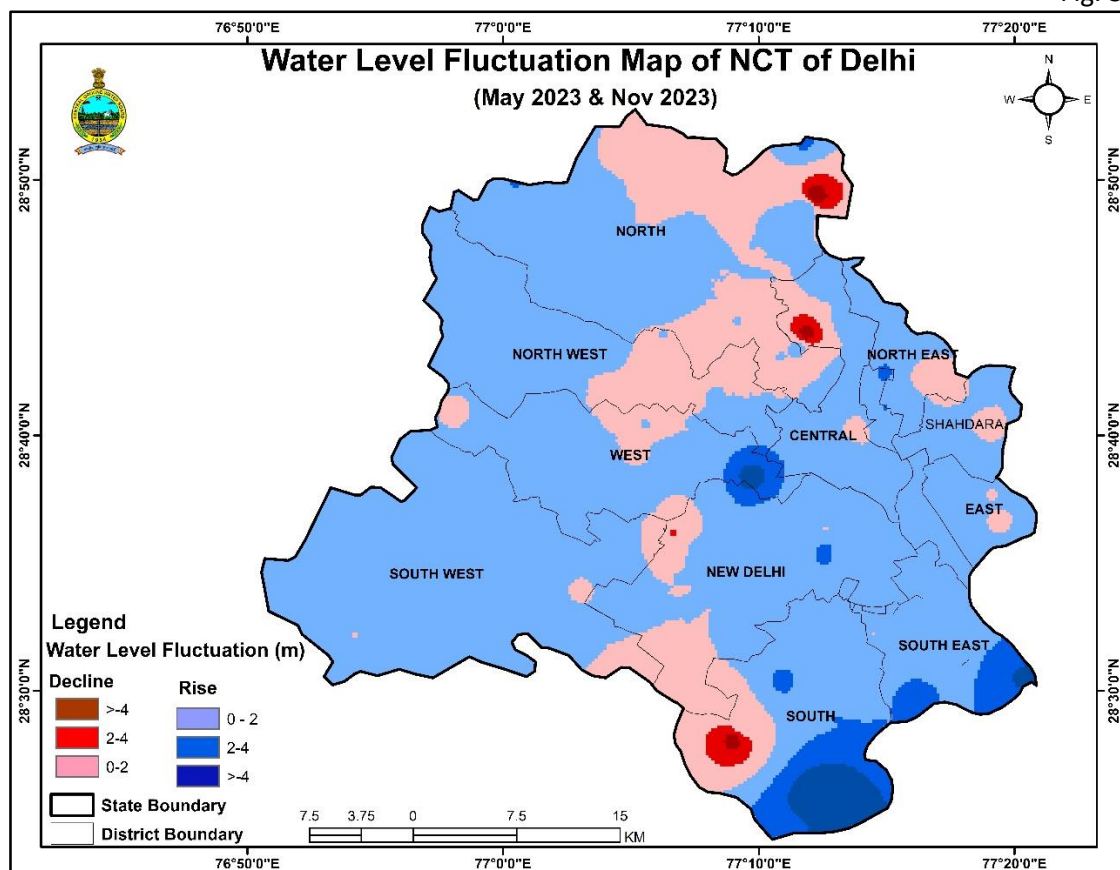 Water Level Fluctuation Map of NCT of Delhi
(May 2023 & Nov 2023)
76°50'0"E
77°0'0"E
77°10'0"E
77°20'0"E
N
W
E
S
28°50'0"N
28°50'0"N
NORTH
NORTH WEST
NORTH EAST
SHAHDARA
CENTRAL
28°40'0"N
28°40'0"N
WEST
EAST
SOUTH WEST
NEW DELHI
SOUTH EAST
SOUTH
28°30'0"N
28°30'0"N
Legend
Water Level Fluctuation (m)
Decline
>-4
2-4
0-2
Rise
0 - 2
2-4
>-4
State Boundary
District Boundary
7.5 3.75 0 7.5 15
KM
76°50'0"E
77°0'0"E
77°10'0"E
77°20'0"E